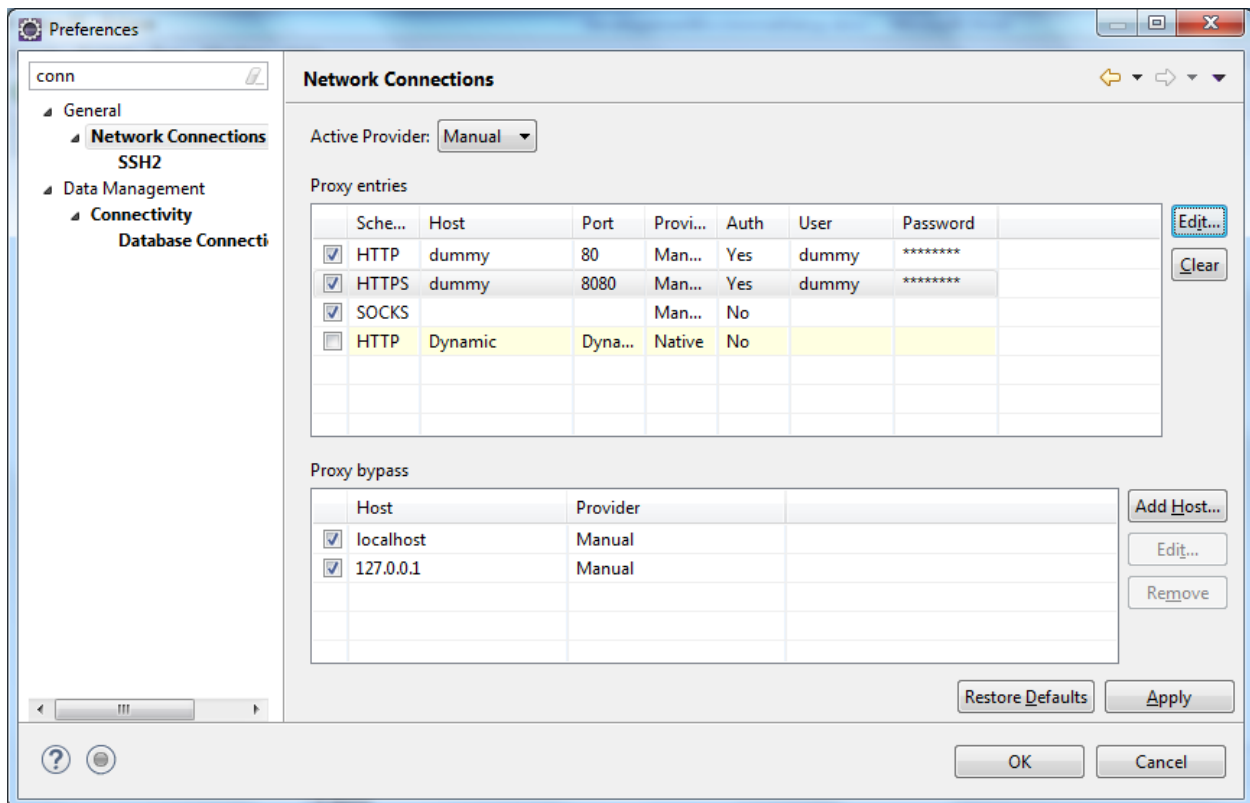 Preferences
conn
General
Network Connections
SSH2
Data Management
Connectivity
Database Connecti
Network Connections
Active Provider: Manual
Proxy entries
Sche... Host Port Provi... Auth User Password
HTTP dummy 80 Man... Yes dummy ********
HTTPS dummy 8080 Man... Yes dummy ********
SOCKS Man... No
HTTP Dynamic Dyna... Native No
Edit...
Clear
Proxy bypass
Host Provider
localhost Manual
127.0.0.1 Manual
Add Host...
Edit...
Remove
Restore Defaults Apply
? OK Cancel